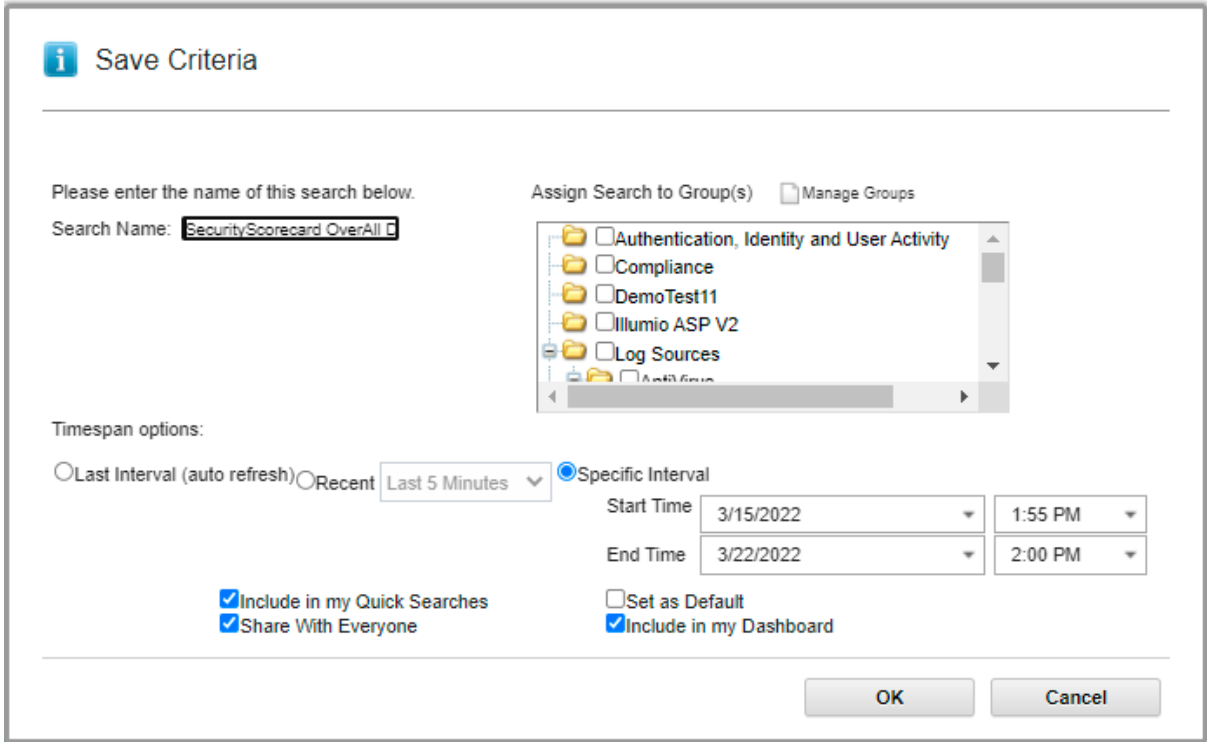 Save Criteria
Please enter the name of this search below.
Search Name: SecurityScorecard OverAll
Assign Search to Group(s) Manage Groups
Authentication, Identity and User Activity
Compliance
DemoTest11
Illumio ASP V2
Log Sources
AntiVirus
Timespan options:
Last Interval (auto refresh) Recent Last 5 Minutes Specific Interval
Start Time 3/15/2022 1:55 PM
End Time 3/22/2022 2:00 PM
Include in my Quick Searches Set as Default
Share With Everyone Include in my Dashboard
OK Cancel